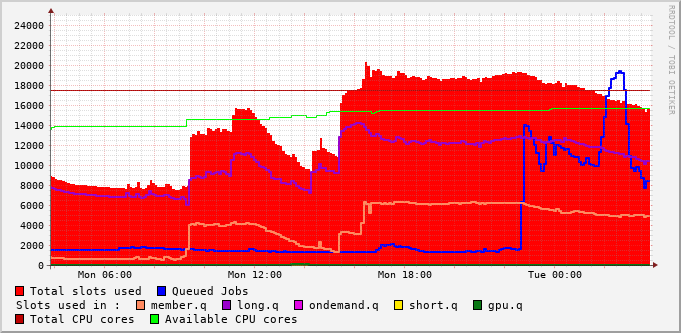 RRDTOOL / TOBI OETIKER
24000
22000
20000
18000
16000
14000
12000
10000
8000
6000
4000
2000
0
Mon 06:00 Mon 12:00 Mon 18:00 Tue 00:00
Total slots used Queued Jobs
Slots used in : member.q long.q ondemand.q short.q gpu.q
Total CPU cores Available CPU cores